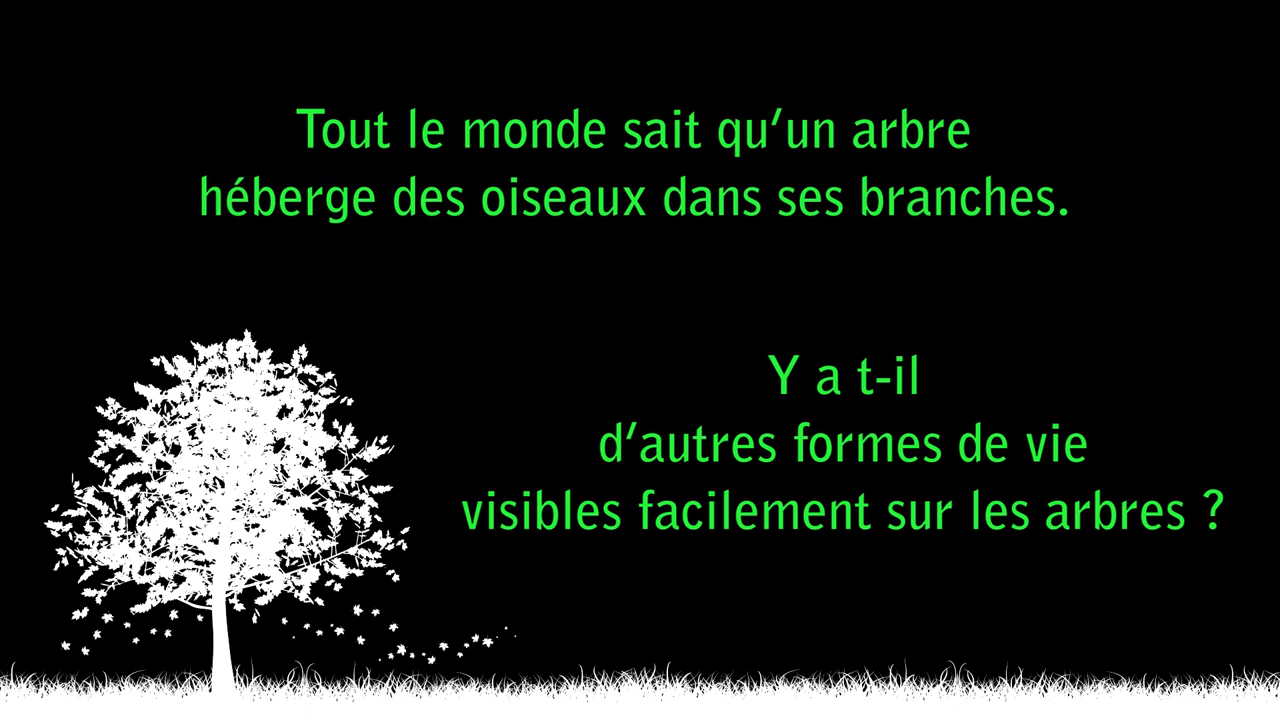 Tout le monde sait qu’un arbre
héberge des oiseaux dans ses branches.
Y a t-il
d’autres formes de vie
visibles facilement sur les arbres ?